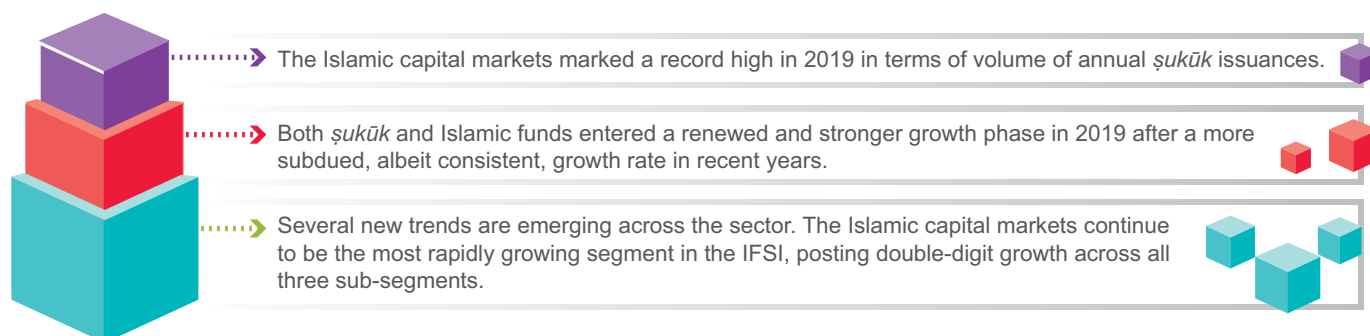 The Islamic capital markets marked a record high in 2019 in terms of volume of annual ṣukūk issuances.
Both ṣukūk and Islamic funds entered a renewed and stronger growth phase in 2019 after a more
subdued, albeit consistent, growth rate in recent years.
Several new trends are emerging across the sector. The Islamic capital markets continue
to be the most rapidly growing segment in the IFSI, posting double-digit growth across all
three sub-segments.